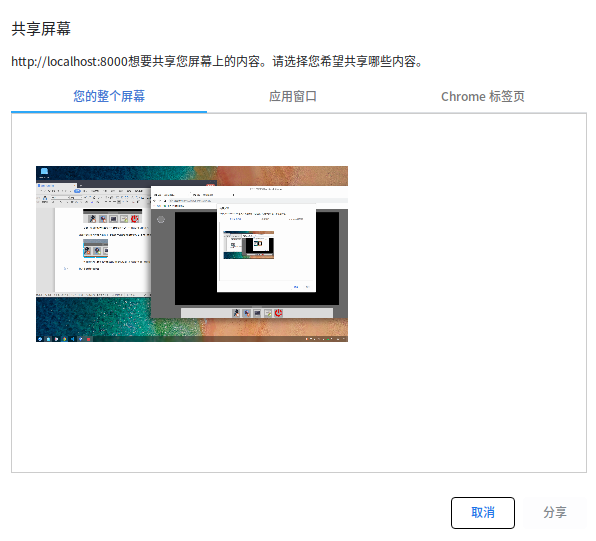 共享屏幕
http://localhost:8000想要共享您屏幕上的内容。请选择您希望共享哪些内容。
您的整个屏幕
应用窗口
Chrome 标签页
取消
分享